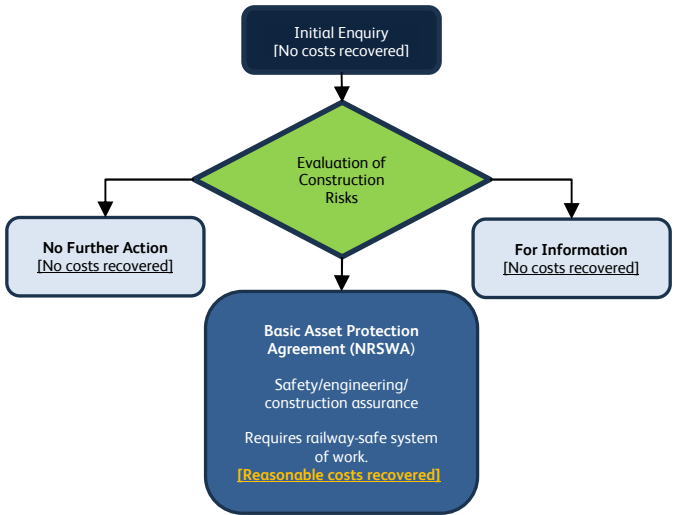 Initial Enquiry
[No costs recovered]
Evaluation of
Construction
Risks
No Further Action
[No costs recovered]
For Information
[No costs recovered]
Basic Asset Protection
Agreement (NRSWA)
Safety/engineering/
construction assurance
Requires railway-safe system
of work.
[Reasonable costs recovered]